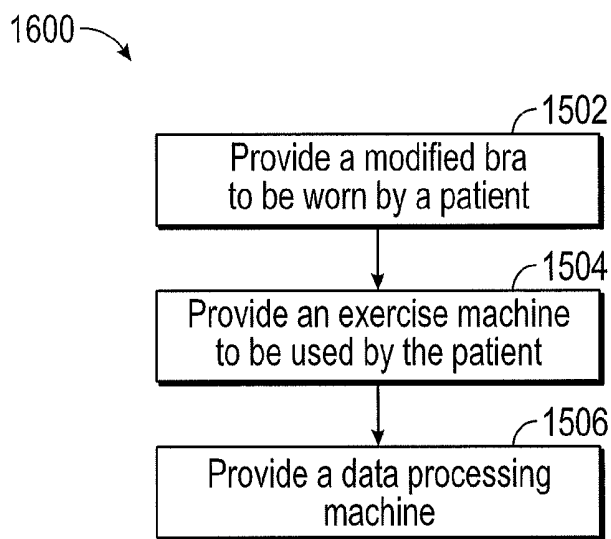 1600
1502
Provide a modified bra
to be worn by a patient
1504
Provide an exercise machine
to be used by the patient
1506
Provide a data processing
machine